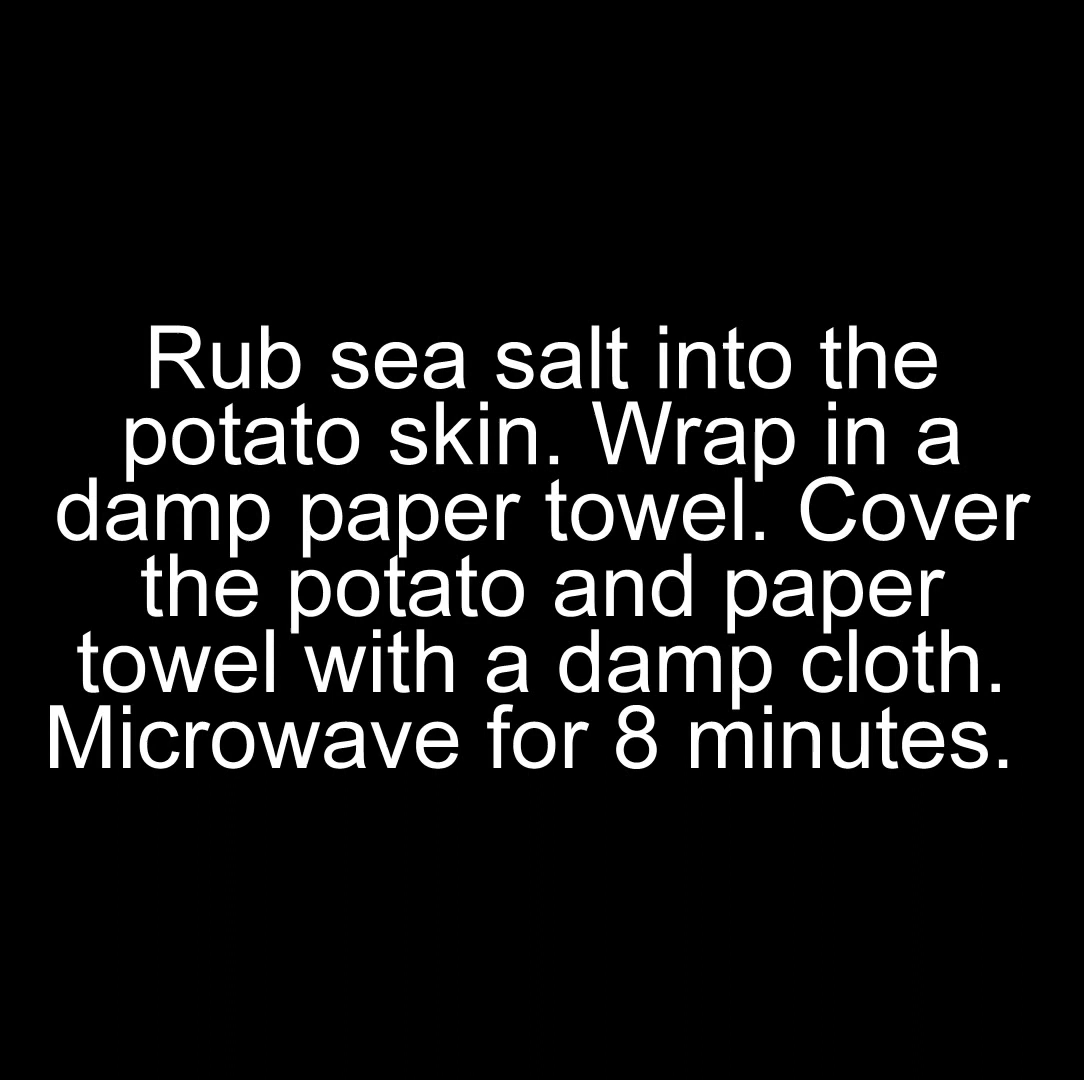 Rub sea salt into the
potato skin. Wrap in a
damp paper towel. Cover
the potato and paper
towel with a damp cloth.
Microwave for 8 minutes.